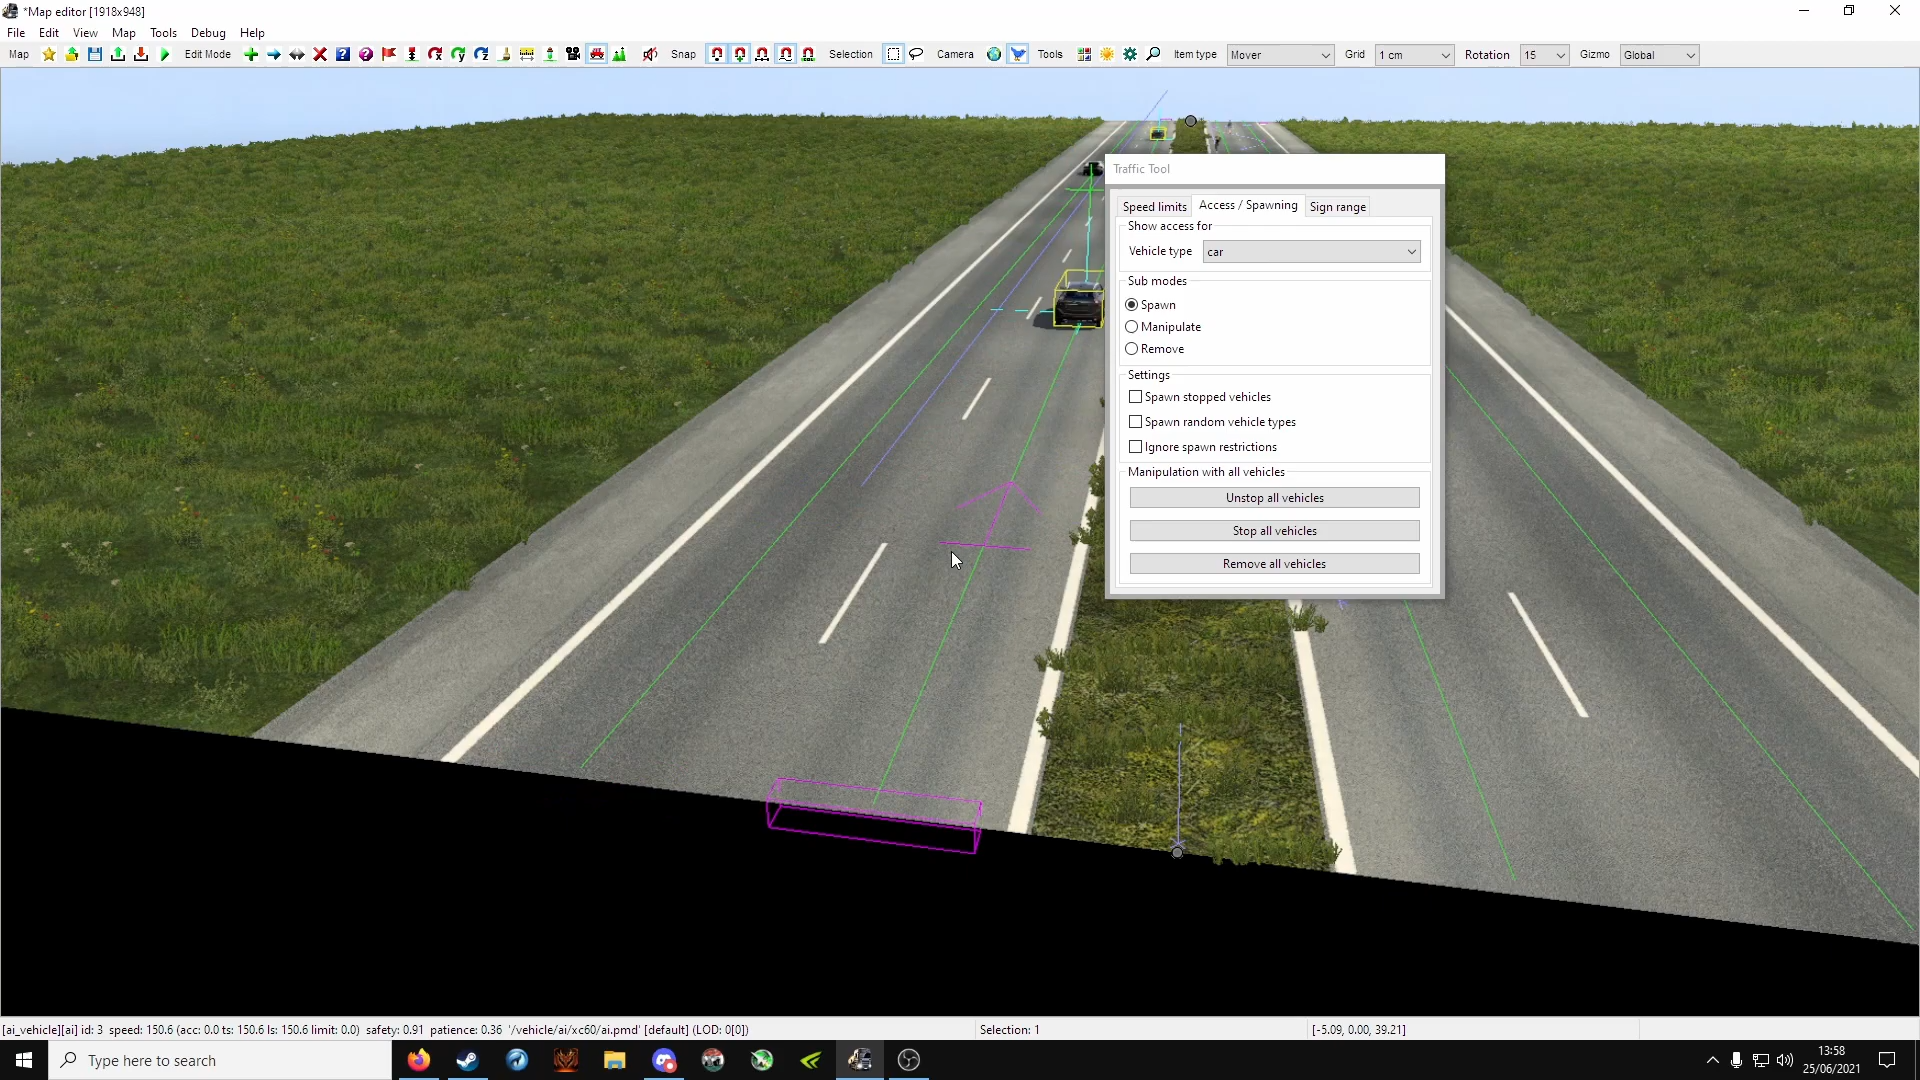 *Map editor [1918x948]
File Edit View Map Tools Debug Help
Map Edit Mode Snap Selection Camera Tools Item type Mover Grid 1 cm Rotation 15 Gizmo Global
Traffic Tool
Speed limits Access / Spawning Sign range
Show access for
Vehicle type car
Sub modes
Spawn
Manipulate
Remove
Settings
Spawn stopped vehicles
Spawn random vehicle types
Ignore spawn restrictions
Manipulation with all vehicles
Unstop all vehicles
Stop all vehicles
Remove all vehicles
[ai_vehicle][ai] id: 3 speed: 150.6 (acc: 0.0 ts: 150.6 ls: 150.6 limit: 0.0) safety: 0.91 patience: 0.36 '/vehicle/ai/xc60/ai.pmd' [default] (LOD: 0[0]) Selection: 1 [-5.09, 0.00, 39.21]
Type here to search
13:58
25/06/2021